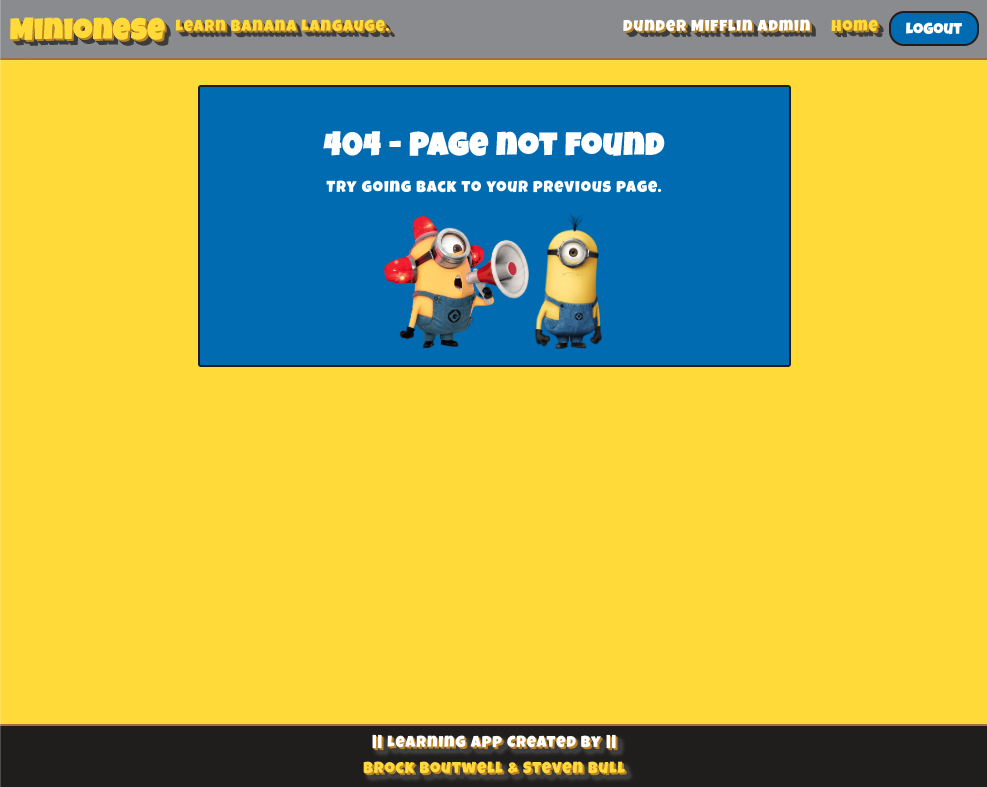 Minionese Learn Banana Langauge. Dunder Mifflin Admin Home Logout
404 - Page Not Found
Try going back to your previous page.
|| Learning App Created By ||
Brock Boutwell & Steven Bull